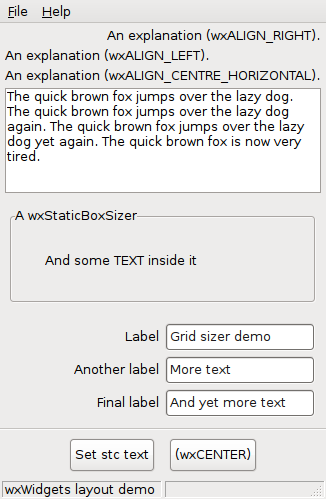 File Help
An explanation (wxALIGN_RIGHT).
An explanation (wxALIGN_LEFT).
An explanation (wxALIGN_CENTRE_HORIZONTAL).
The quick brown fox jumps over the lazy dog.
The quick brown fox jumps over the lazy dog
again. The quick brown fox jumps over the lazy
dog yet again. The quick brown fox is now very
tired.
A wxStaticBoxSizer
And some TEXT inside it
Label Grid sizer demo
Another label More text
Final label And yet more text
Set stc text (wxCENTER)
wxWidgets layout demo